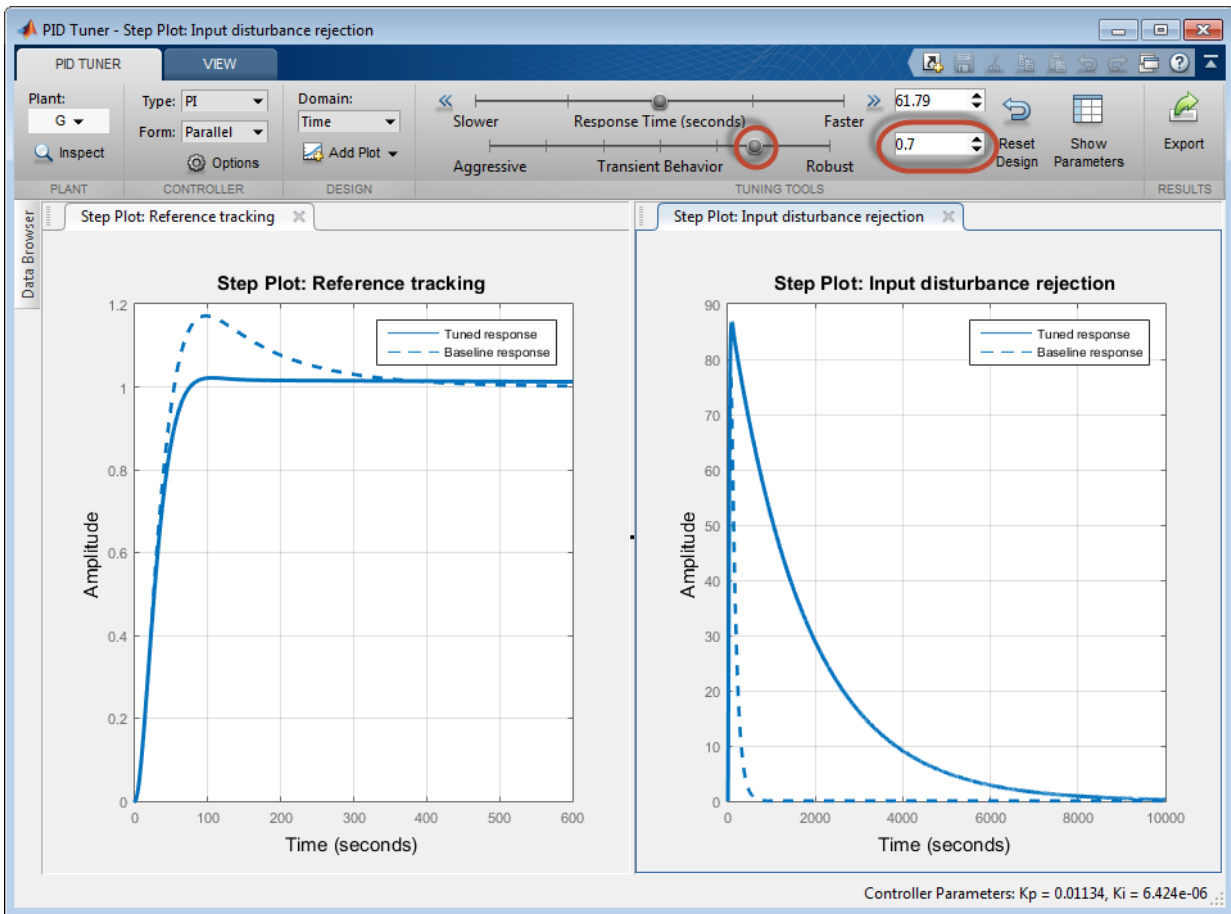 PID Tuner - Step Plot: Input disturbance rejection
PID TUNER
VIEW
Plant:
G
Inspect
PLANT
Type: PI
Form: Parallel
Options
CONTROLLER
Domain:
Time
Add Plot
DESIGN
Slower
Response Time (seconds)
Faster
61.79
Aggressive
Transient Behavior
Robust
0.7
TUNING TOOLS
Reset
Design
Show
Parameters
Export
RESULTS
Data Browser
Step Plot: Reference tracking
Step Plot: Reference tracking
Tuned response
Baseline response
Amplitude
1.2
1
0.8
0.6
0.4
0.2
0
0 100 200 300 400 500 600
Time (seconds)
Step Plot: Input disturbance rejection
Step Plot: Input disturbance rejection
Tuned response
Baseline response
Amplitude
90
80
70
60
50
40
30
20
10
0
0 2000 4000 6000 8000 10000
Time (seconds)
Controller Parameters: Kp = 0.01134, Ki = 6.424e-06